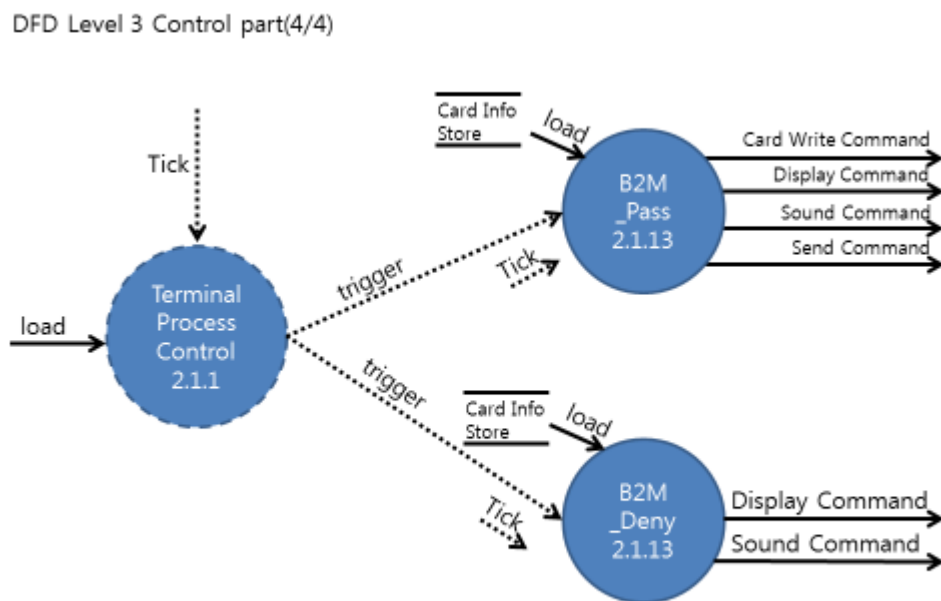 DFD Level 3 Control part(4/4)
Tick
load
Terminal
Process
Control
2.1.1
trigger
trigger
Card Info
Store
load
Tick
B2M
_Pass
2.1.13
Card Write Command
Display Command
Sound Command
Send Command
Card Info
Store
load
Tick
B2M
_Deny
2.1.13
Display Command
Sound Command